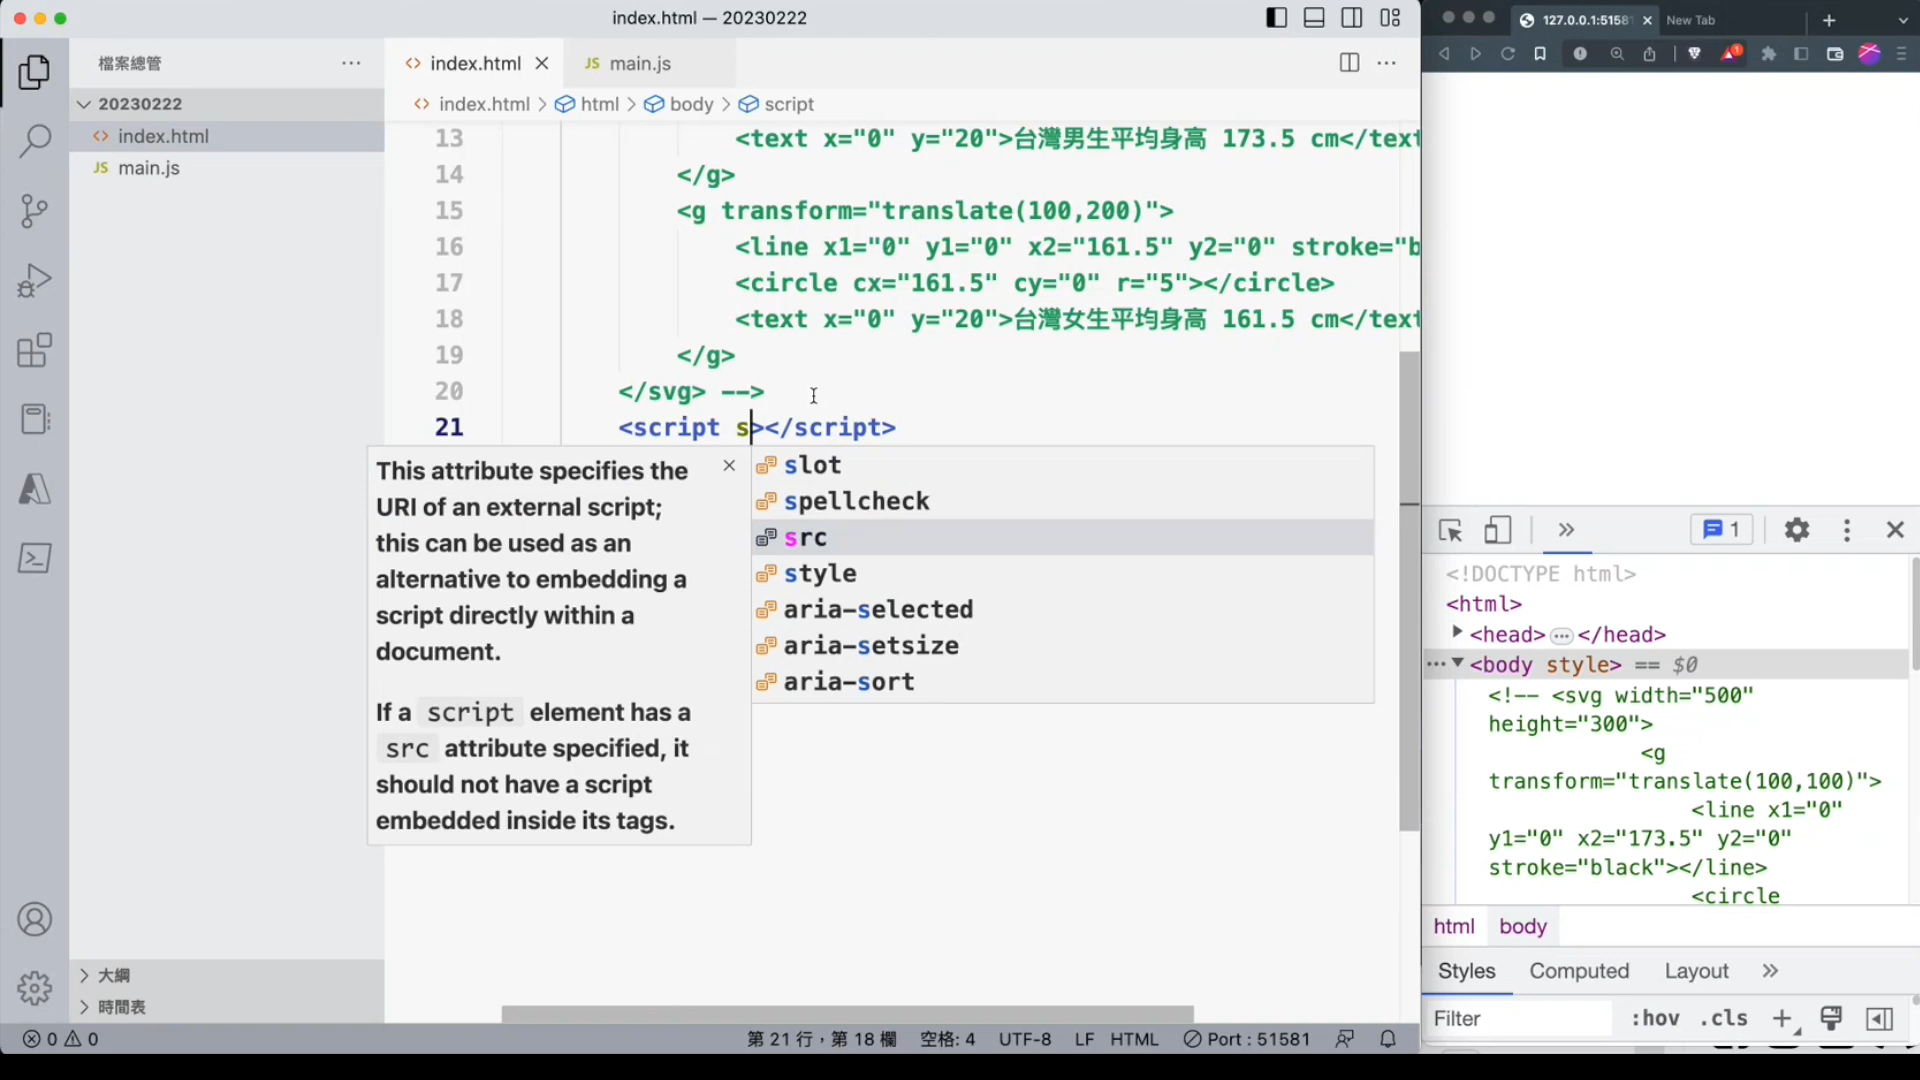 index.html — 20230222
檔案總管
20230222
index.html
main.js
大綱
時間表
index.html
JS main.js
index.html > html > body > script
13 <text x="0" y="20">台灣男生平均身高 173.5 cm</text
14 </g>
15 <g transform="translate(100,200)">
16 <line x1="0" y1="0" x2="161.5" y2="0" stroke="b
17 <circle cx="161.5" cy="0" r="5"></circle>
18 <text x="0" y="20">台灣女生平均身高 161.5 cm</text
19 </g>
20 </svg> -->
21 <script s></script>
This attribute specifies the
URI of an external script;
this can be used as an
alternative to embedding a
script directly within a
document.
If a script element has a
src attribute specified, it
should not have a script
embedded inside its tags.
slot
spellcheck
src
style
aria-selected
aria-setsize
aria-sort
0 0
第 21 行，第 18 欄
空格: 4
UTF-8
LF
HTML
Port : 51581
127.0.0.1:5158
New Tab
1
<!DOCTYPE html>
<html>
<head> … </head>
<body style> == $0
<!-- <svg width="500"
height="300">
<g
transform="translate(100,100)">
<line x1="0"
y1="0" x2="173.5" y2="0"
stroke="black"></line>
<circle
html body
Styles Computed Layout
Filter :hov .cls